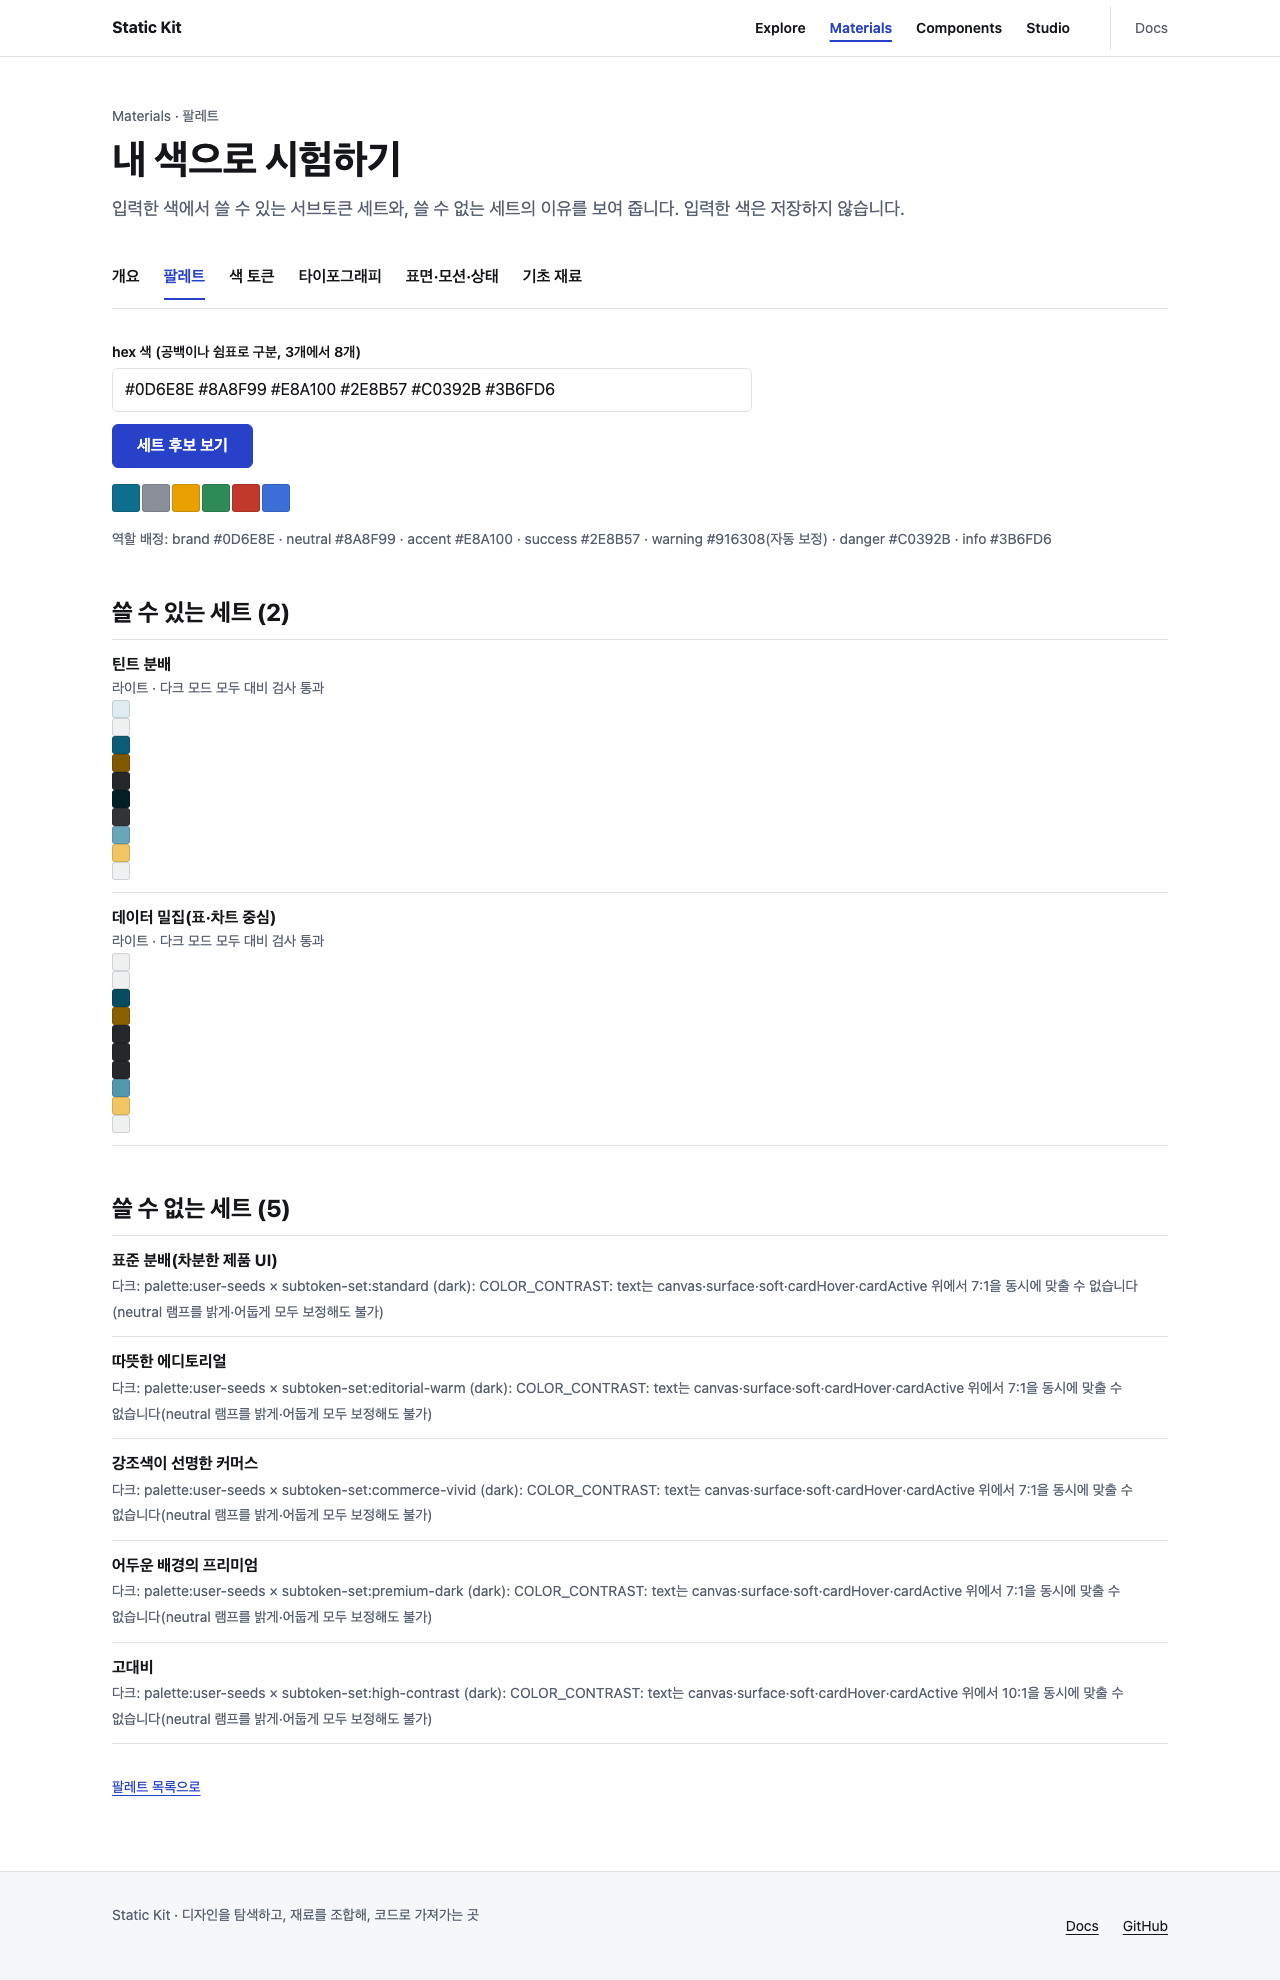 Static Kit
Explore Materials Components Studio Docs
Materials · 팔레트
내 색으로 시험하기
입력한 색에서 쓸 수 있는 서브토큰 세트와, 쓸 수 없는 세트의 이유를 보여 줍니다. 입력한 색은 저장하지 않습니다.
개요 팔레트 색 토큰 타이포그래피 표면·모션·상태 기초 재료
hex 색 (공백이나 쉼표로 구분, 3개에서 8개)
#0D6E8E #8A8F99 #E8A100 #2E8B57 #C0392B #3B6FD6
세트 후보 보기
역할 배정: brand #0D6E8E · neutral #8A8F99 · accent #E8A100 · success #2E8B57 · warning #916308(자동 보정) · danger #C0392B · info #3B6FD6
쓸 수 있는 세트 (2)
틴트 분배
라이트 · 다크 모드 모두 대비 검사 통과
데이터 밀집(표·차트 중심)
라이트 · 다크 모드 모두 대비 검사 통과
쓸 수 없는 세트 (5)
표준 분배(차분한 제품 UI)
다크: palette:user-seeds × subtoken-set:standard (dark): COLOR_CONTRAST: text는 canvas·surface·soft·cardHover·cardActive 위에서 7:1을 동시에 맞출 수 없습니다
(neutral 램프를 밝게·어둡게 모두 보정해도 불가)
따뜻한 에디토리얼
다크: palette:user-seeds × subtoken-set:editorial-warm (dark): COLOR_CONTRAST: text는 canvas·surface·soft·cardHover·cardActive 위에서 7:1을 동시에 맞출 수
없습니다(neutral 램프를 밝게·어둡게 모두 보정해도 불가)
강조색이 선명한 커머스
다크: palette:user-seeds × subtoken-set:commerce-vivid (dark): COLOR_CONTRAST: text는 canvas·surface·soft·cardHover·cardActive 위에서 7:1을 동시에 맞출 수
없습니다(neutral 램프를 밝게·어둡게 모두 보정해도 불가)
어두운 배경의 프리미엄
다크: palette:user-seeds × subtoken-set:premium-dark (dark): COLOR_CONTRAST: text는 canvas·surface·soft·cardHover·cardActive 위에서 7:1을 동시에 맞출 수
없습니다(neutral 램프를 밝게·어둡게 모두 보정해도 불가)
고대비
다크: palette:user-seeds × subtoken-set:high-contrast (dark): COLOR_CONTRAST: text는 canvas·surface·soft·cardHover·cardActive 위에서 10:1을 동시에 맞출 수
없습니다(neutral 램프를 밝게·어둡게 모두 보정해도 불가)
팔레트 목록으로
Static Kit · 디자인을 탐색하고, 재료를 조합해, 코드로 가져가는 곳
Docs GitHub